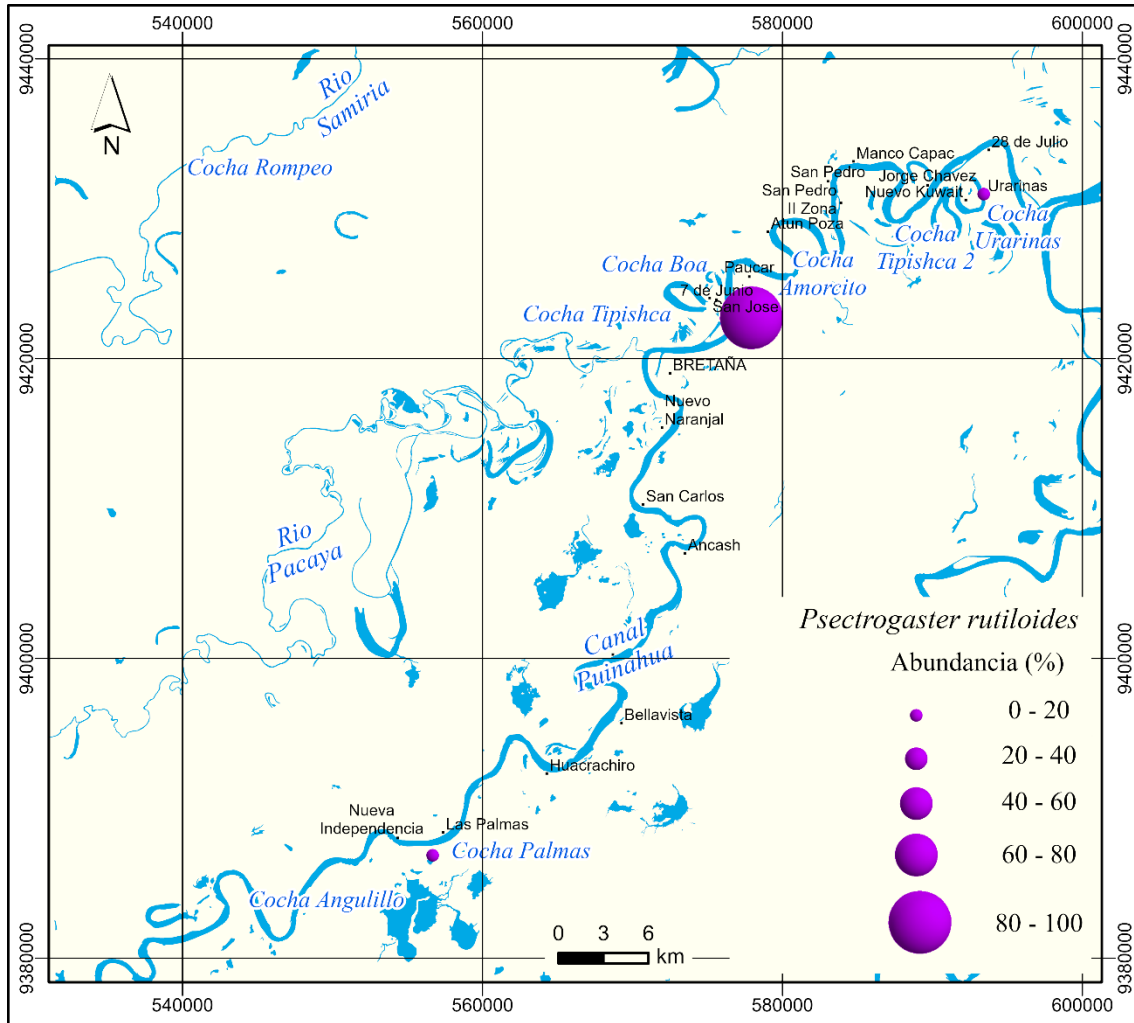 540000
560000
580000
600000
9440000
9440000
Rio
Samiria
N
Cocha Rompeo
28 de Julio
Manco Capac
San Pedro
Jorge Chavez
San Pedro
Nuevo Kuwait
Urarinas
II Zona
Cocha
Urarinas
Atun Poza
Cocha
Tipishca 2
Cocha Boa
Paucar
Cocha
Amorcito
7 de Junio
San Jose
Cocha Tipishca
9420000
9420000
BRETAÑA
Nuevo
Naranjal
San Carlos
Rio
Pacaya
Ancash
Canal
Puinahua
9400000
9400000
Bellavista
Huacrachiro
Nueva
Independencia
Las Palmas
Cocha Palmas
Cocha Angulillo
Psectrogaster rutiloides
Abundancia (%)
0 - 20
20 - 40
40 - 60
60 - 80
80 - 100
0 3 6
km
9380000
9380000
540000
560000
580000
600000